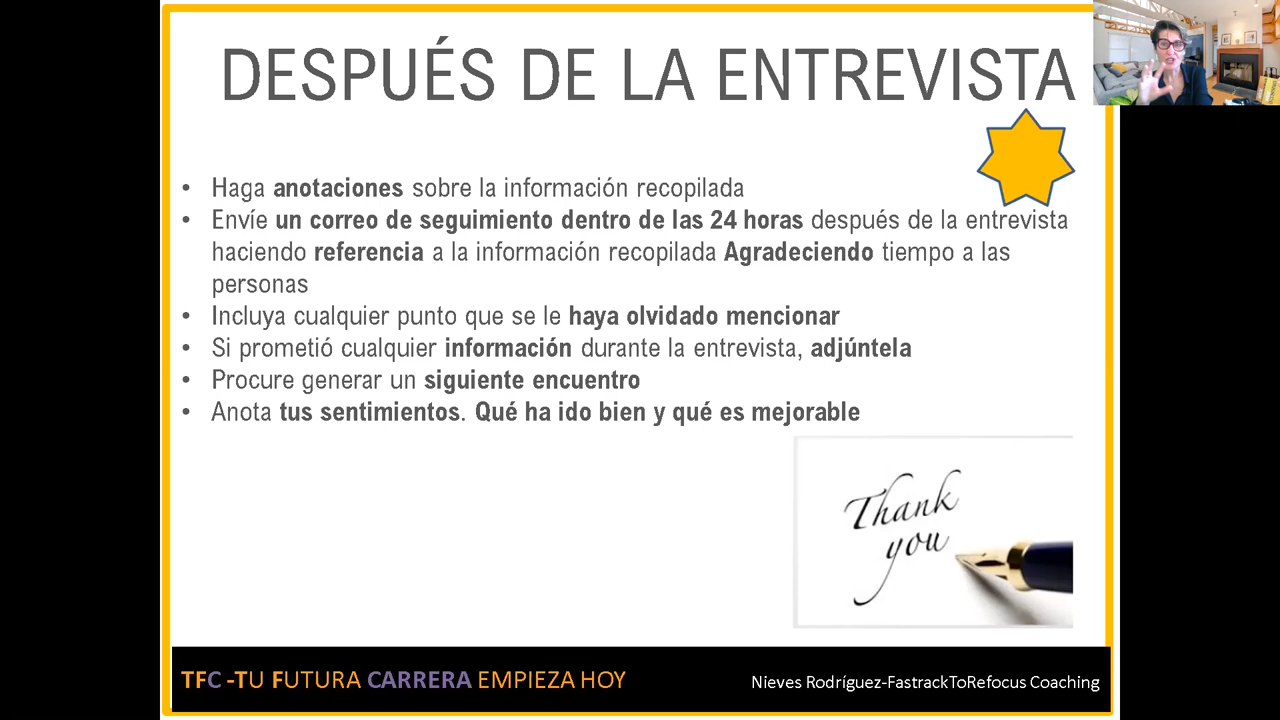 DESPUÉS DE LA ENTREVISTA
• Haga anotaciones sobre la información recopilada
• Envíe un correo de seguimiento dentro de las 24 horas después de la entrevista
haciendo referencia a la información recopilada Agradeciendo tiempo a las
personas
• Incluya cualquier punto que se le haya olvidado mencionar
• Si prometió cualquier información durante la entrevista, adjúntela
• Procure generar un siguiente encuentro
• Anota tus sentimientos. Qué ha ido bien y qué es mejorable
Thank
you
TFC -TU FUTURA CARRERA EMPIEZA HOY
Nieves Rodríguez-FastrackToRefocus Coaching